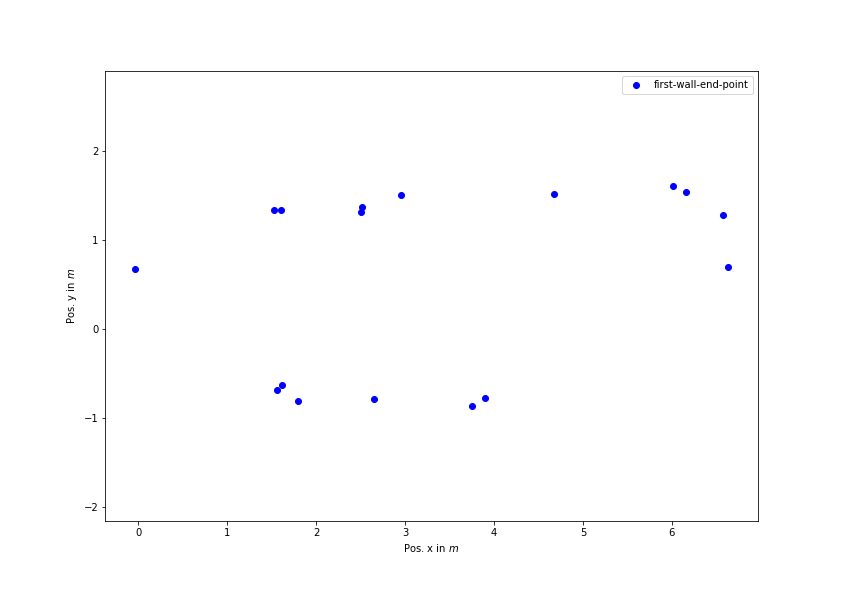 first-wall-end-point
2
1
0
−1
−2
Pos. y in m
0 1 2 3 4 5 6
Pos. x in m